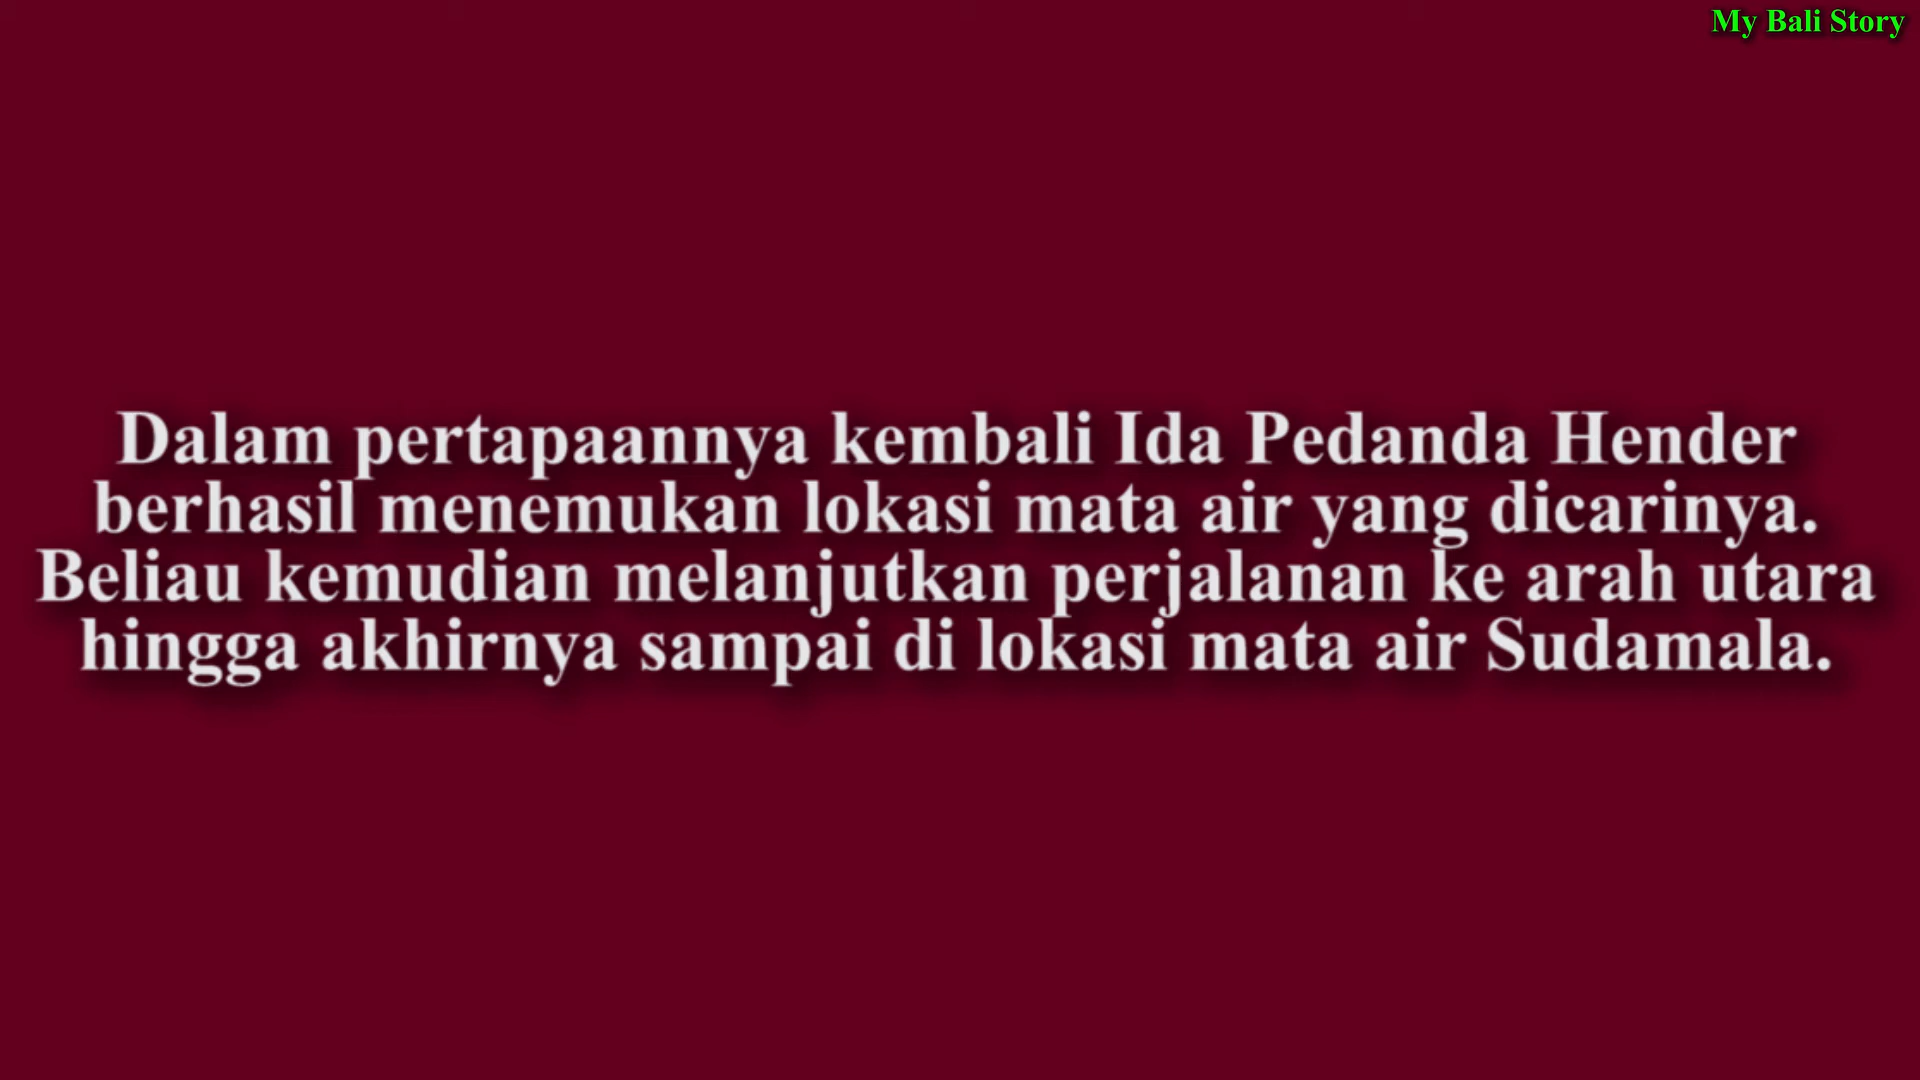 My Bali Story
Dalam pertapaannya kembali Ida Pedanda Hender
berhasil menemukan lokasi mata air yang dicarinya.
Beliau kemudian melanjutkan perjalanan ke arah utara
hingga akhirnya sampai di lokasi mata air Sudamala.